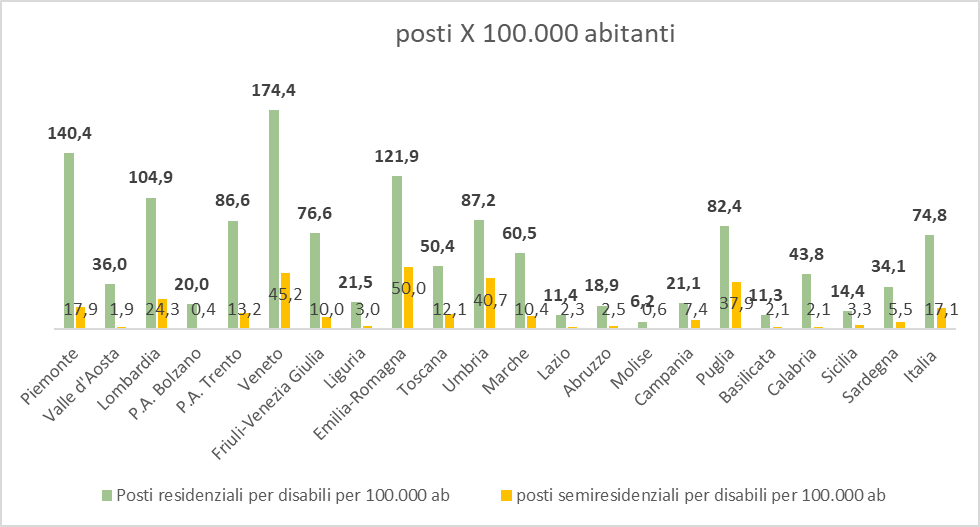 posti X 100.000 abitanti
174,4
140,4
121,9
104,9
86,6
87,2
82,4
76,6
74,8
60,5
50,4
50,0
45,2
43,8
40,7
37,9
36,0
34,1
24,3
21,5
21,1
20,0
18,9
17,9
17,1
14,4
13,2
12,1
11,4
11,3
10,4
10,0
7,4
6,2
5,5
3,3
3,0
2,5
2,3
2,1
2,1
1,9
0,6
0,4
Piemonte
Valle d'Aosta
Lombardia
P.A. Bolzano
P.A. Trento
Veneto
Friuli-Venezia Giulia
Liguria
Emilia-Romagna
Toscana
Umbria
Marche
Lazio
Abruzzo
Molise
Campania
Puglia
Basilicata
Calabria
Sicilia
Sardegna
Italia
Posti residenziali per disabili per 100.000 ab
posti semiresidenziali per disabili per 100.000 ab